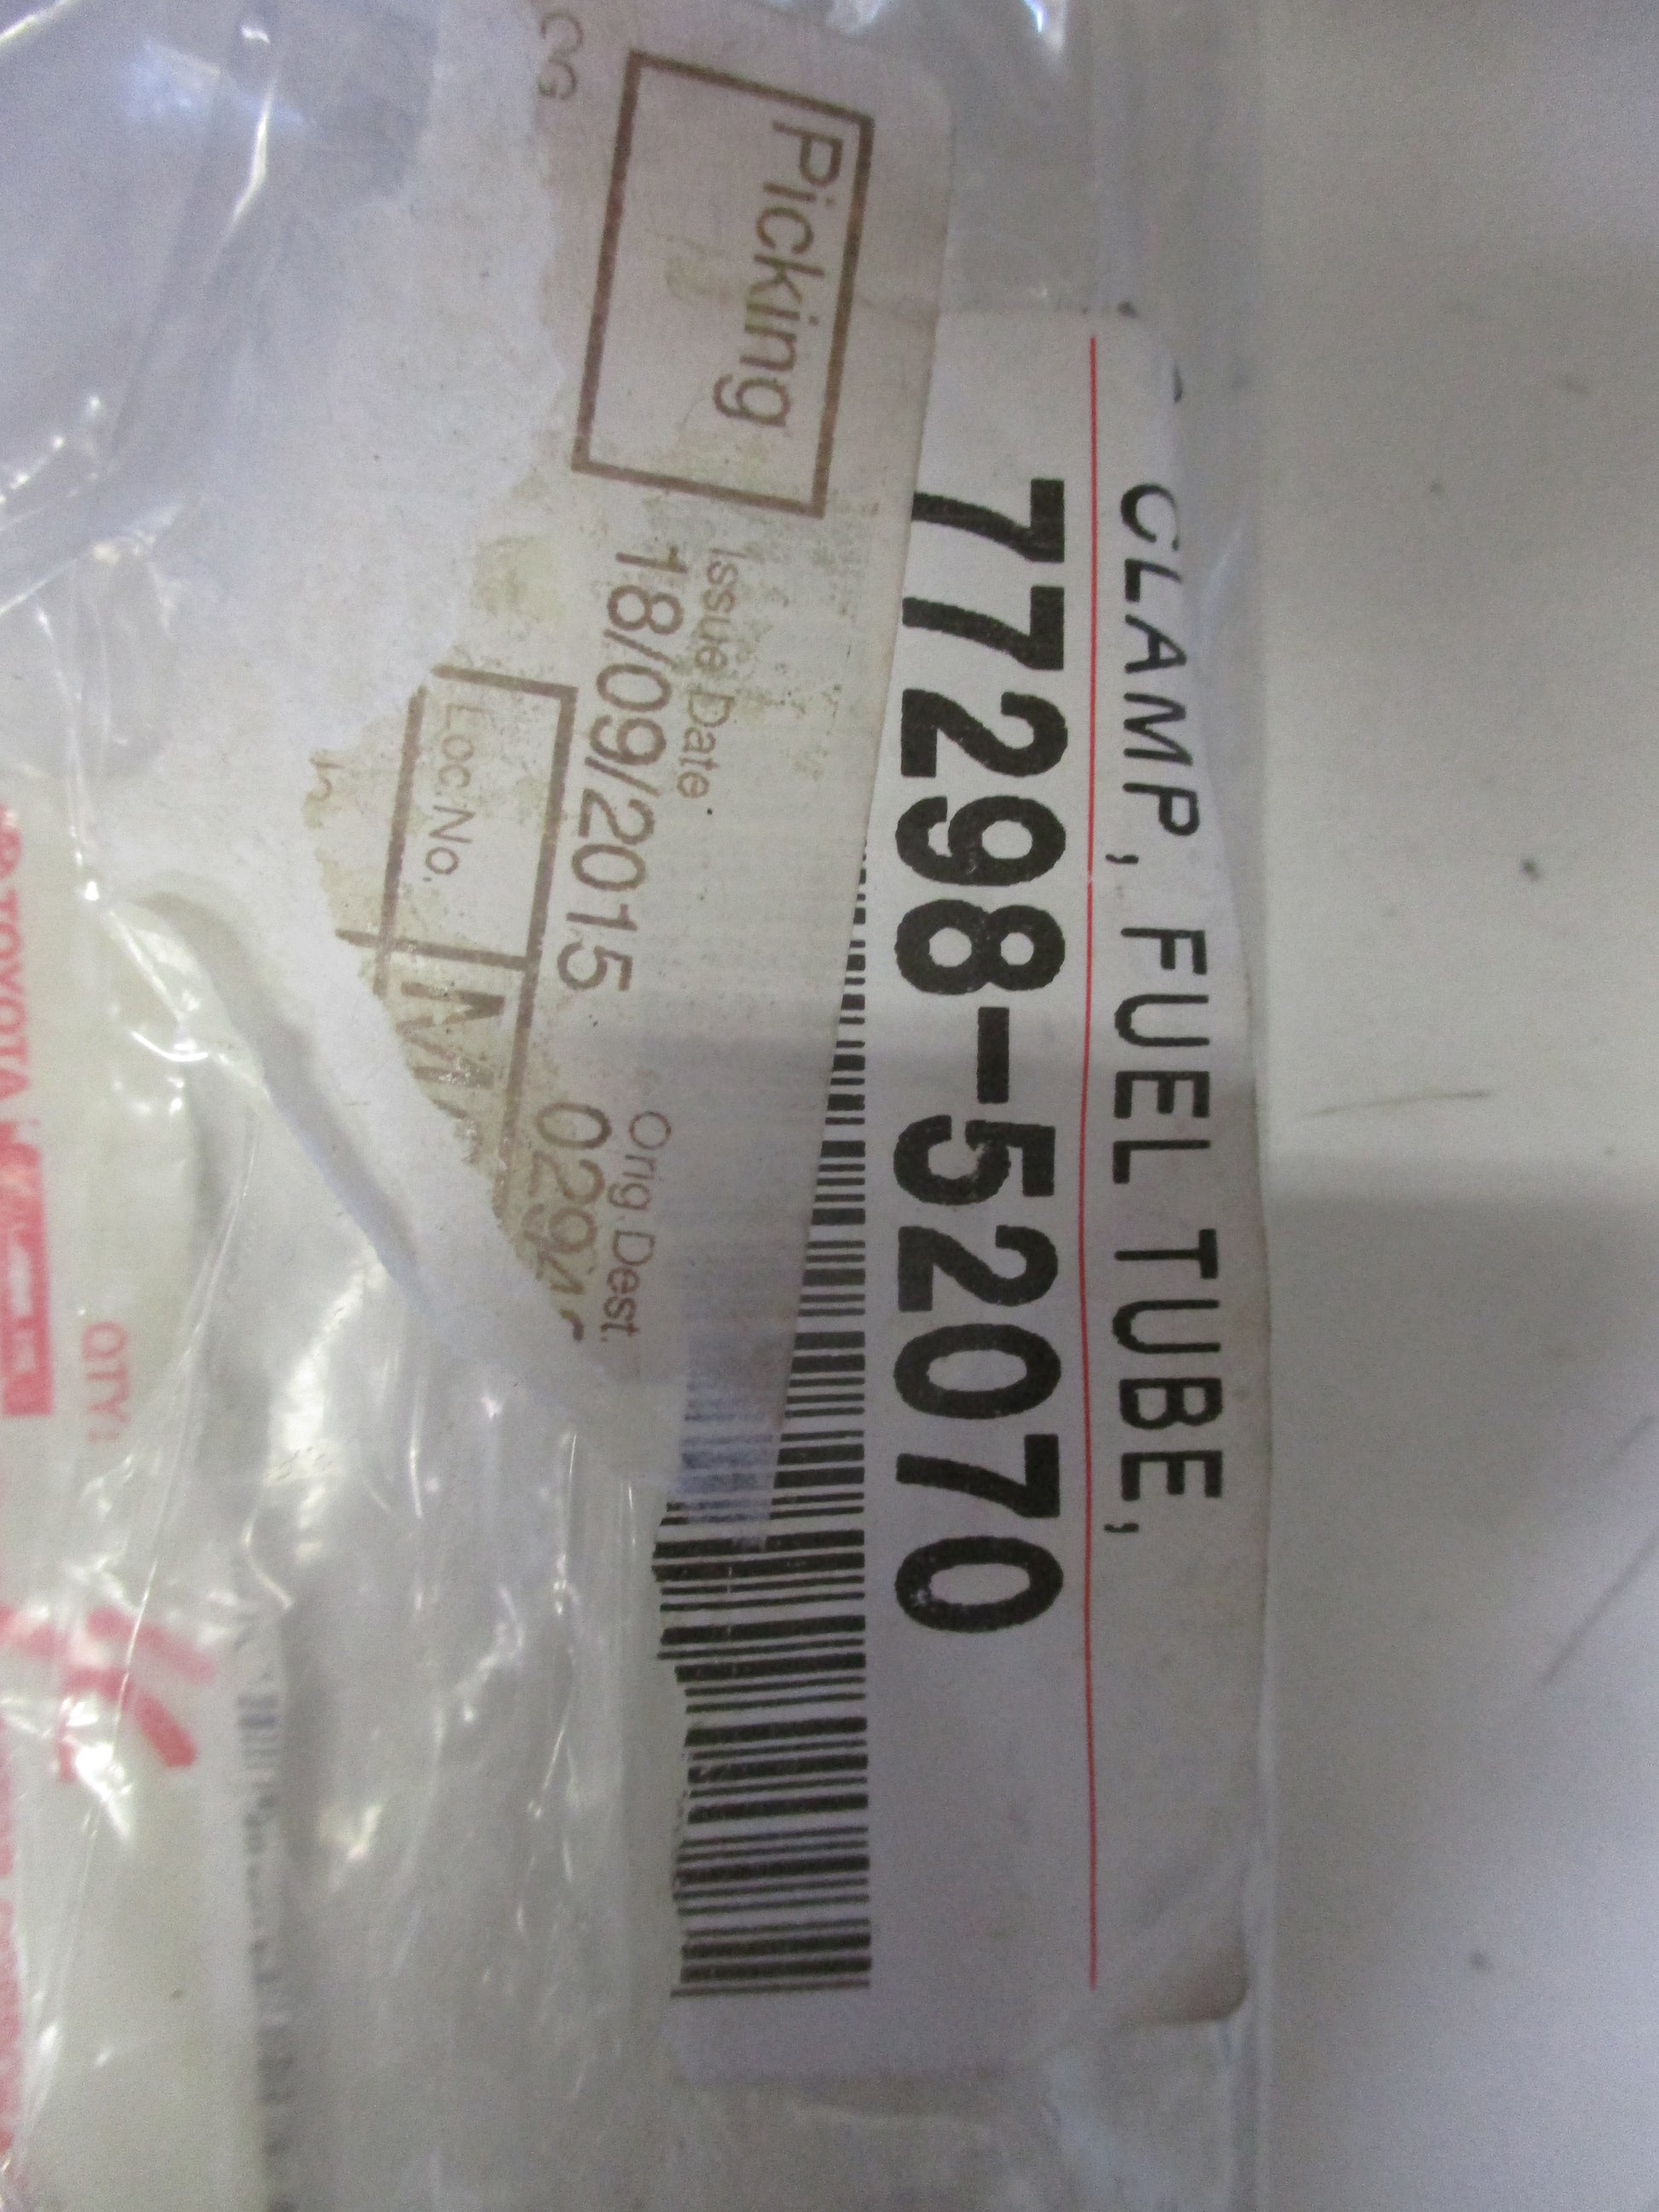 CLAMP, FUEL TUBE,
77298-52070
Picking
Issue Date
18/09/2015
Orig.Dest.
Loc.No.
TOYOTA
QTY: